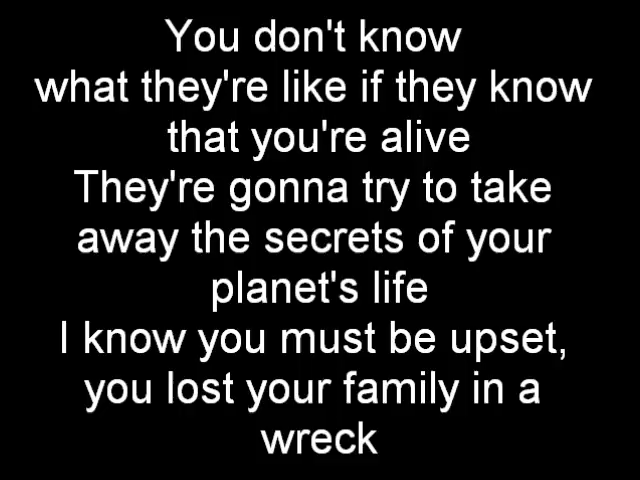 You don't know
what they're like if they know
that you're alive
They're gonna try to take
away the secrets of your
planet's life
I know you must be upset,
you lost your family in a
wreck